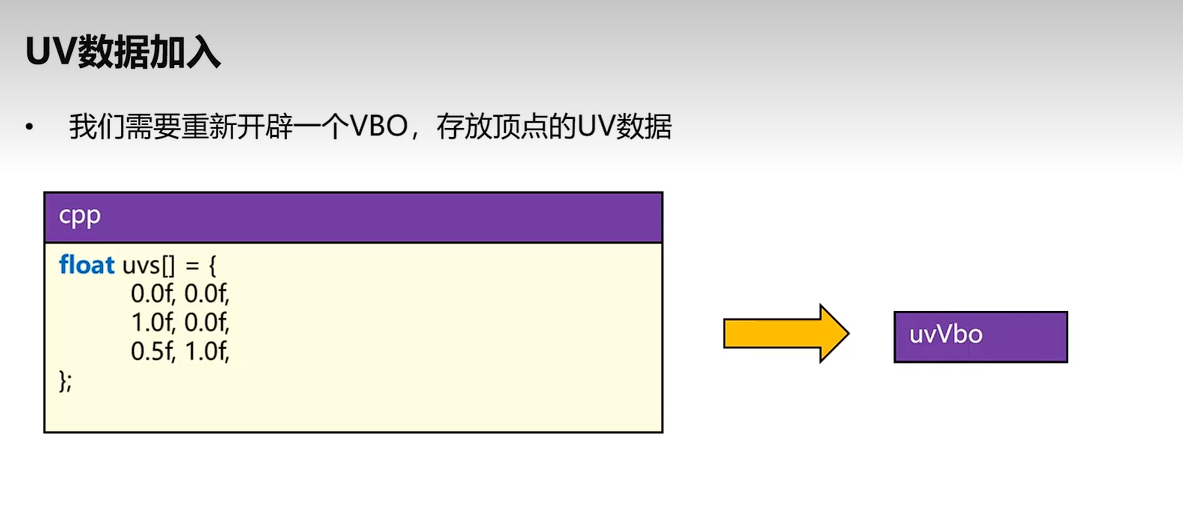 UV数据加入
• 我们需要重新开辟一个VBO，存放顶点的UV数据
cpp
float uvs[] = {
0.0f, 0.0f,
1.0f, 0.0f,
0.5f, 1.0f,
};
uvVbo